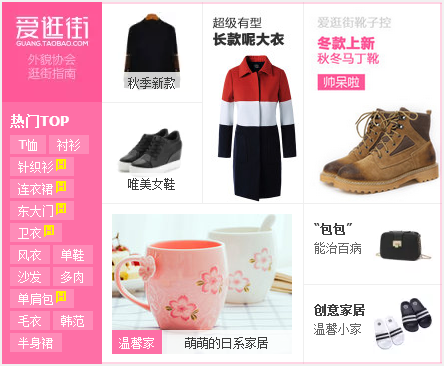 爱逛街
GUANG.TAOBAO.COM
外貌协会
逛街指南
热门TOP
T恤 衬衫
针织衫
连衣裙
东大门
卫衣
风衣 单鞋
沙发 多肉
单肩包
毛衣 韩范
半身裙
秋季新款
唯美女鞋
超级有型
长款呢大衣
爱逛街靴子控
冬款上新
秋冬马丁靴
帅呆啦
温馨家 萌萌的日系家居
“包包”
能治百病
创意家居
温馨小家